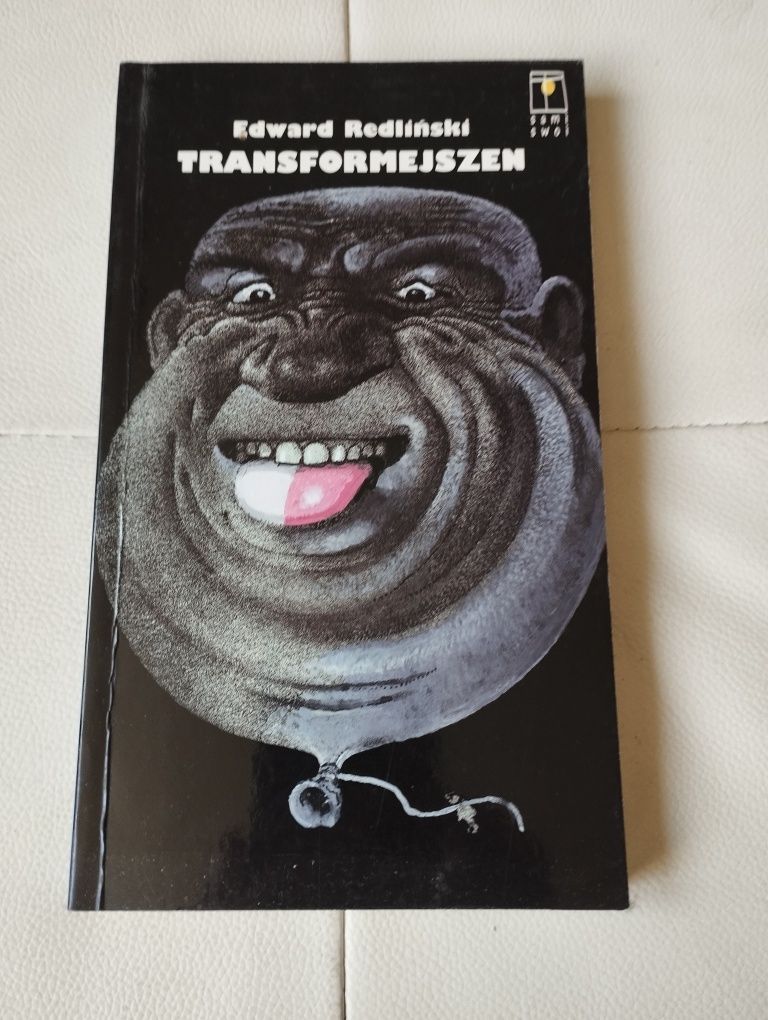 Edward Redliński
TRANSFORMEJSZEN
sami
swoi